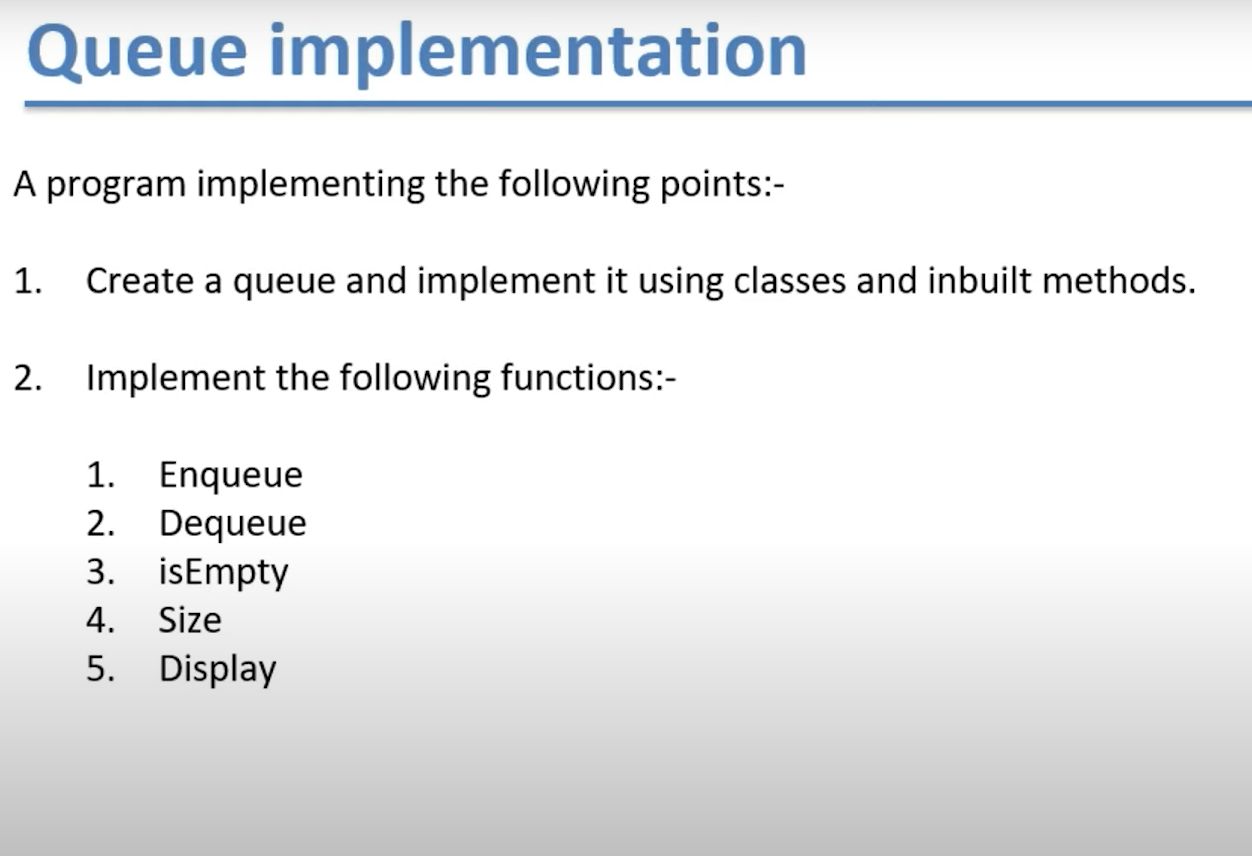 Queue implementation
A program implementing the following points:-
1. Create a queue and implement it using classes and inbuilt methods.
2. Implement the following functions:-
1. Enqueue
2. Dequeue
3. isEmpty
4. Size
5. Display